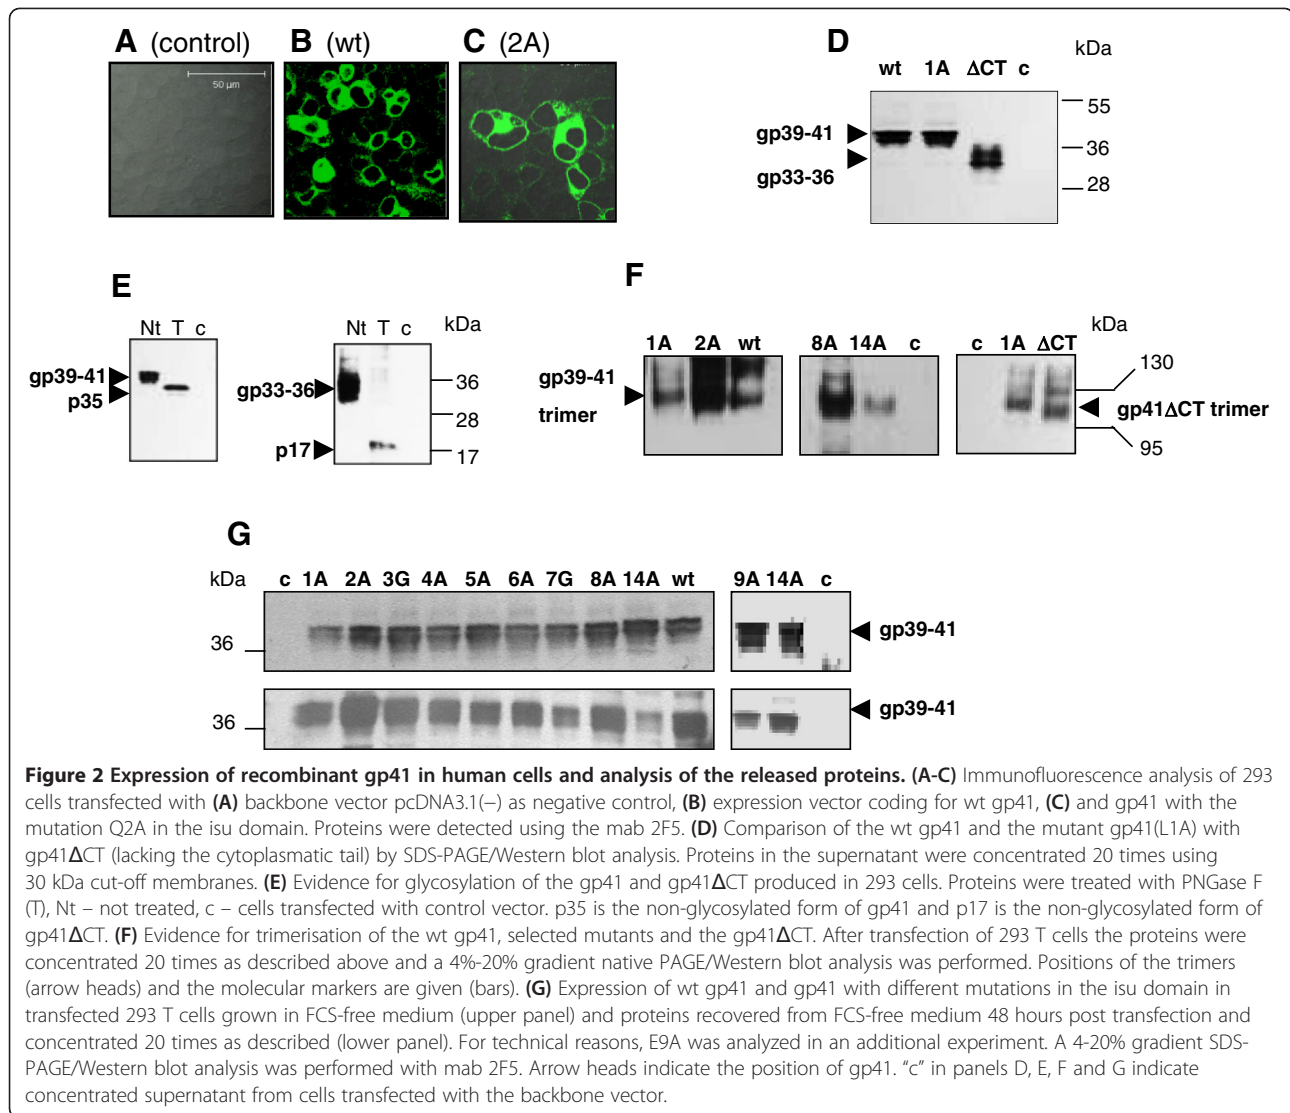 A (control)
B (wt)
C (2A)
50 µm
D
kDa
wt 1A ΔCT c
gp39-41
gp33-36
55
36
28
E
Nt T c
gp39-41
p35
Nt T c
kDa
gp33-36
p17
36
28
17
F
1A 2A wt
gp39-41
trimer
8A 14A c
c 1A ΔCT
kDa
130
gp41ΔCT trimer
95
G
kDa
c 1A 2A 3G 4A 5A 6A 7G 8A 14A wt
9A 14A c
36
gp39-41
36
gp39-41
Figure 2 Expression of recombinant gp41 in human cells and analysis of the released proteins. (A-C) Immunofluorescence analysis of 293
cells transfected with (A) backbone vector pcDNA3.1(−) as negative control, (B) expression vector coding for wt gp41, (C) and gp41 with the
mutation Q2A in the isu domain. Proteins were detected using the mab 2F5. (D) Comparison of the wt gp41 and the mutant gp41(L1A) with
gp41ΔCT (lacking the cytoplasmatic tail) by SDS-PAGE/Western blot analysis. Proteins in the supernatant were concentrated 20 times using
30 kDa cut-off membranes. (E) Evidence for glycosylation of the gp41 and gp41ΔCT produced in 293 cells. Proteins were treated with PNGase F
(T), Nt – not treated, c – cells transfected with control vector. p35 is the non-glycosylated form of gp41 and p17 is the non-glycosylated form of
gp41ΔCT. (F) Evidence for trimerisation of the wt gp41, selected mutants and the gp41ΔCT. After transfection of 293 T cells the proteins were
concentrated 20 times as described above and a 4%-20% gradient native PAGE/Western blot analysis was performed. Positions of the trimers
(arrow heads) and the molecular markers are given (bars). (G) Expression of wt gp41 and gp41 with different mutations in the isu domain in
transfected 293 T cells grown in FCS-free medium (upper panel) and proteins recovered from FCS-free medium 48 hours post transfection and
concentrated 20 times as described (lower panel). For technical reasons, E9A was analyzed in an additional experiment. A 4-20% gradient SDS-
PAGE/Western blot analysis was performed with mab 2F5. Arrow heads indicate the position of gp41. “c” in panels D, E, F and G indicate
concentrated supernatant from cells transfected with the backbone vector.